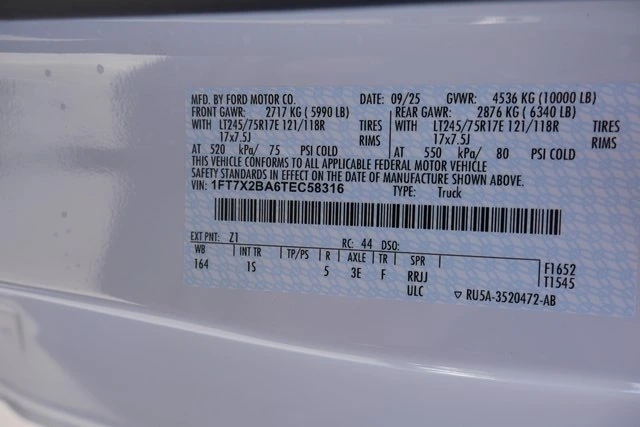 MFD. BY FORD MOTOR CO. DATE: 09/25 GVWR: 4536 KG (10000 LB)
FRONT GAWR: 2717 KG ( 5990 LB) REAR GAWR: 2876 KG ( 6340 LB)
WITH LT245/75R17E 121/118R TIRES WITH LT245/75R17E 121/118R TIRES
17x7.5J RIMS 17x7.5J RIMS
AT 520 kPa/ 75 PSI COLD AT 550 kPa/ 80 PSI COLD
THIS VEHICLE CONFORMS TO ALL APPLICABLE FEDERAL MOTOR VEHICLE
SAFETY STANDARDS IN EFFECT ON THE DATE OF MANUFACTURE SHOWN ABOVE.
VIN: 1FT7X2BA6TEC58316 TYPE: Truck
EXT PNT: Z1 RC: 44 DSO:
WB INT TR TP/PS R AXLE TR SPR
164 1S 5 3E F RRJJ
ULC
F1652
T1545
RU5A-3520472-AB